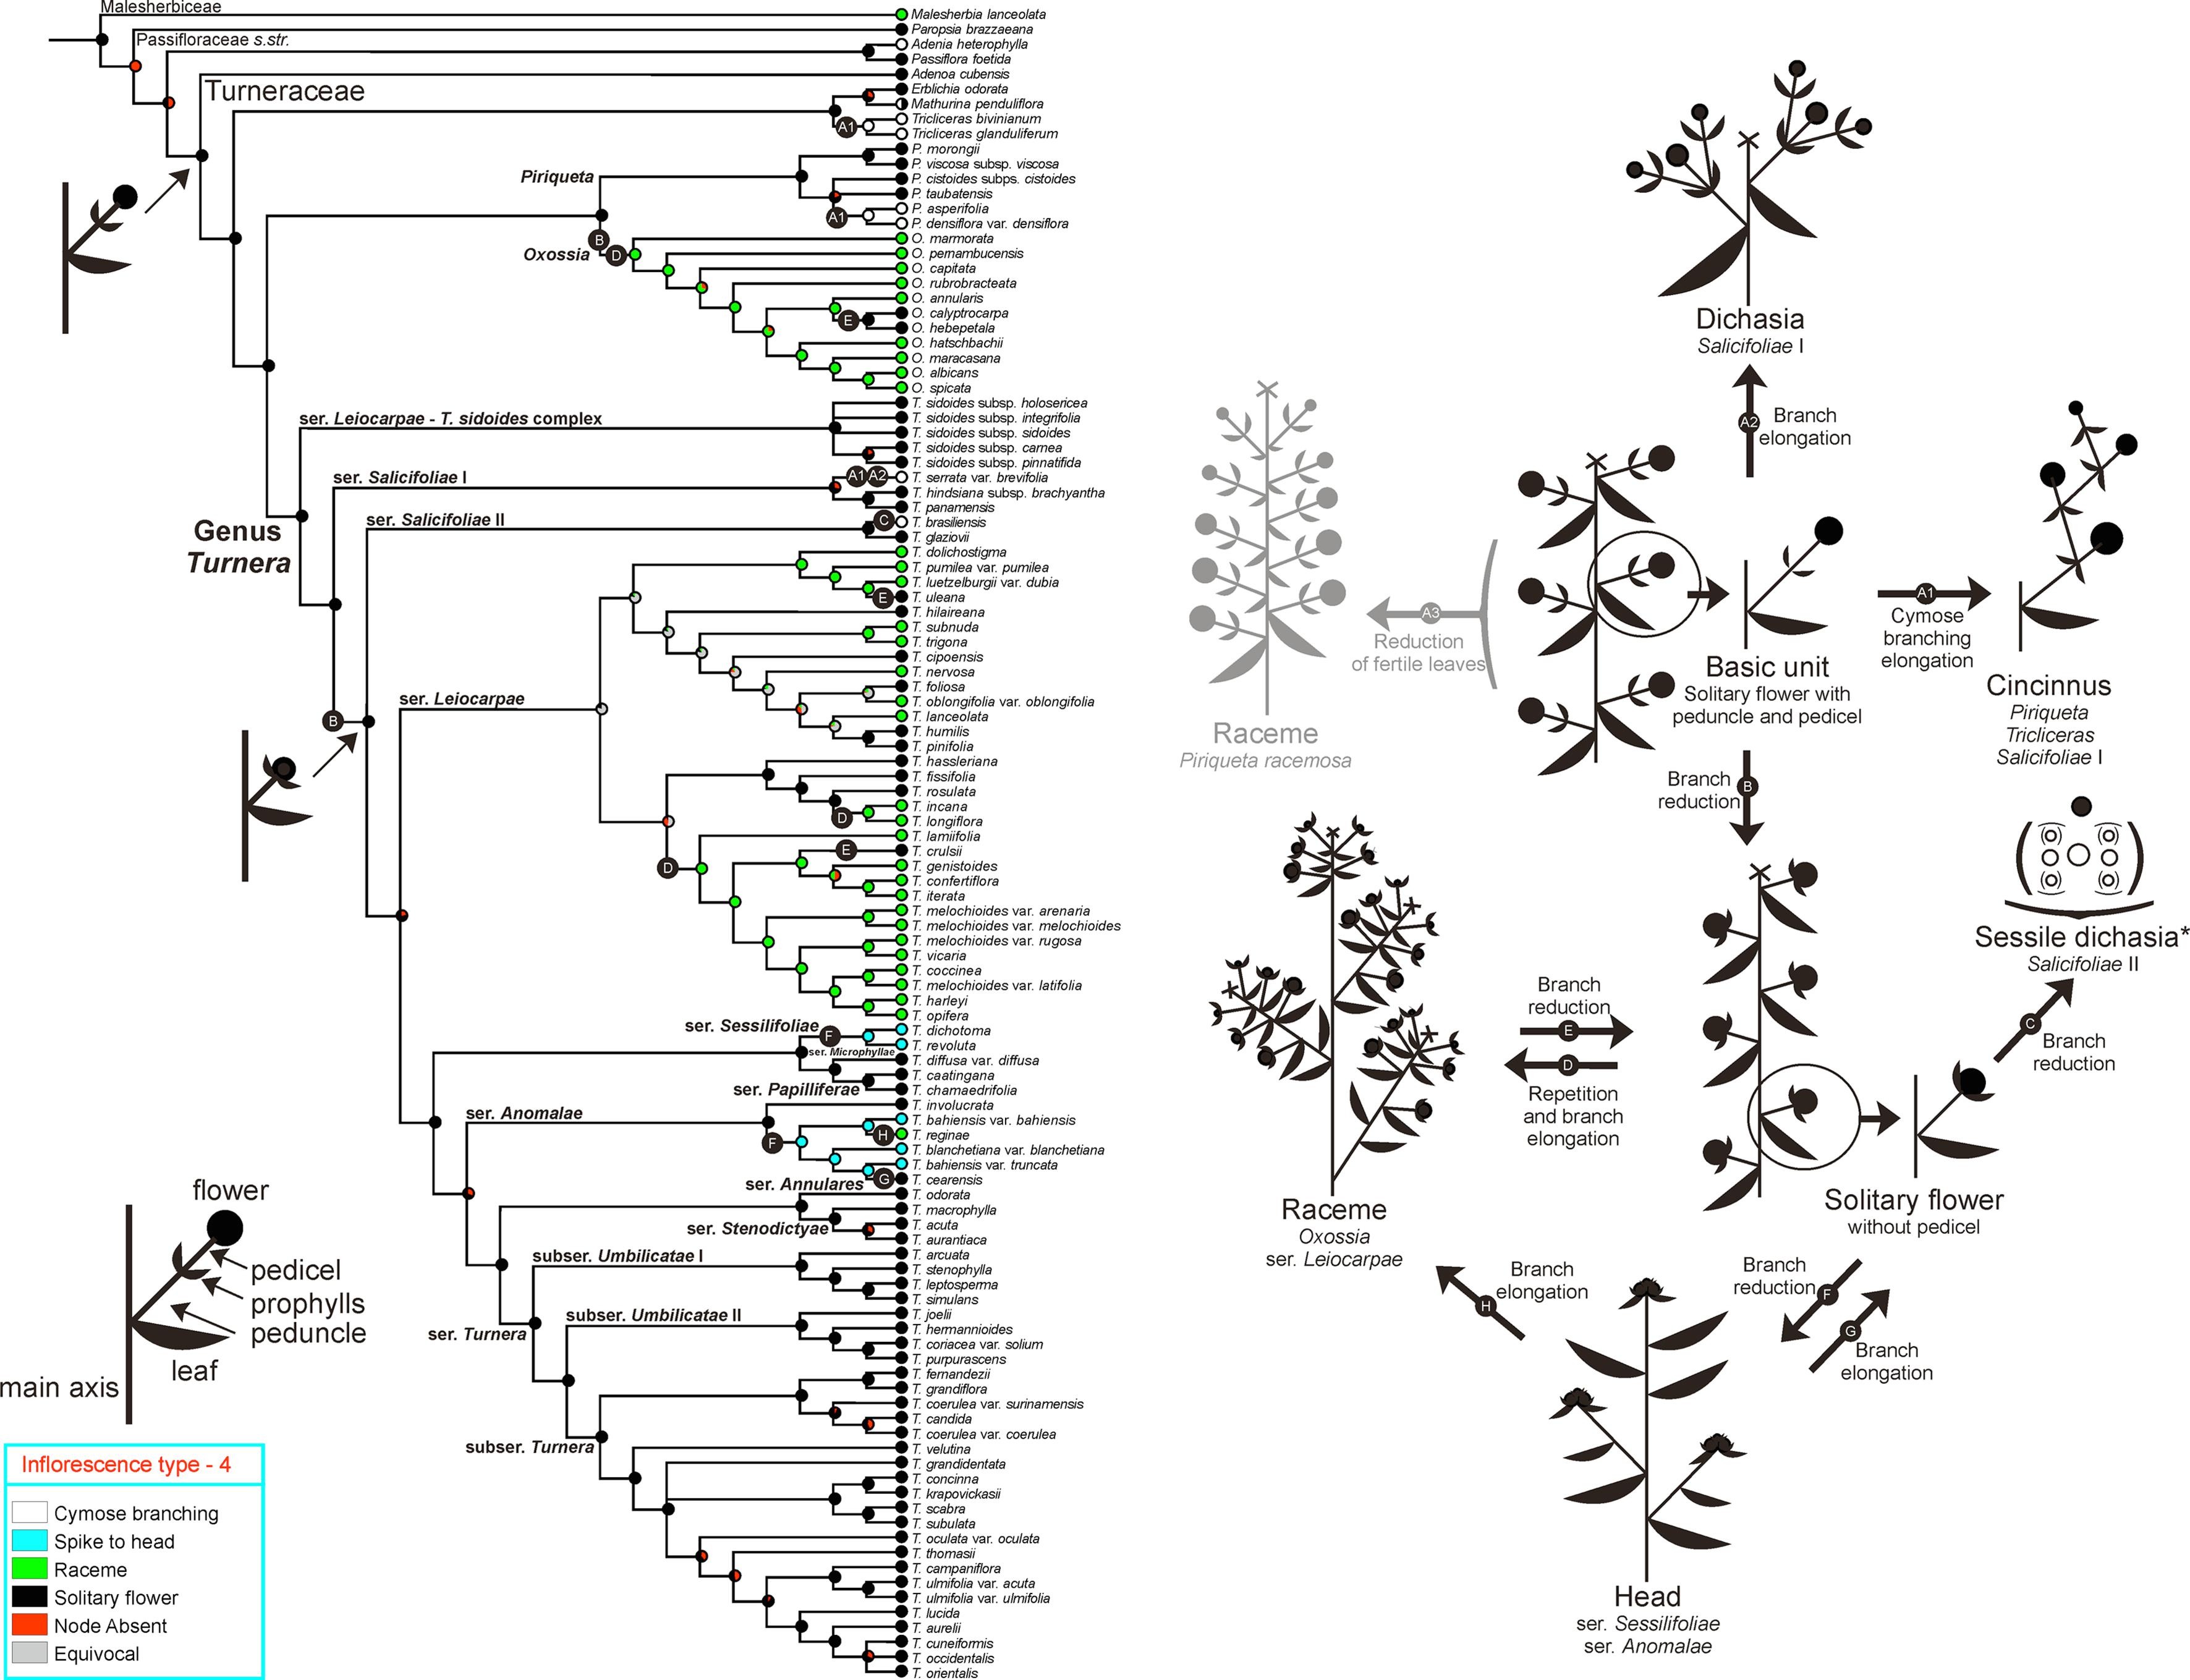 Malesherbiceae
Passifloraceae s.str.
Turneraceae
Piriqueta
Oxossia
ser. Leiocarpae - T. sidoides complex
ser. Salicifoliae I
ser. Salicifoliae II
Genus
Turnera
ser. Leiocarpae
ser. Sessilifoliae
ser. Microphyllae
ser. Papilliferae
ser. Anomalae
ser. Annulares
ser. Stenodictyae
subser. Umbilicatae I
subser. Umbilicatae II
ser. Turnera
subser. Turnera
A1
A1
B
D
E
A1 A2
C
E
B
D
E
D
F
F
H
G
Malesherbia lanceolata
Paropsia brazzaeana
Adenia heterophylla
Passiflora foetida
Adenoa cubensis
Erblichia odorata
Mathurina penduliflora
Tricliceras bivinianum
Tricliceras glanduliferum
P. morongii
P. viscosa subsp. viscosa
P. cistoides subps. cistoides
P. taubatensis
P. asperifolia
P. densiflora var. densiflora
O. marmorata
O. pernambucensis
O. capitata
O. rubrobracteata
O. annularis
O. calyptrocarpa
O. hebepetala
O. hatschbachii
O. maracasana
O. albicans
O. spicata
T. sidoides subsp. holosericea
T. sidoides subsp. integrifolia
T. sidoides subsp. sidoides
T. sidoides subsp. carnea
T. sidoides subsp. pinnatifida
T. serrata var. brevifolia
T. hindsiana subsp. brachyantha
T. panamensis
T. brasiliensis
T. glaziovii
T. dolichostigma
T. pumilea var. pumilea
T. luetzelburgii var. dubia
T. uleana
T. hilaireana
T. subnuda
T. trigona
T. cipoensis
T. nervosa
T. foliosa
T. oblongifolia var. oblongifolia
T. lanceolata
T. humilis
T. pinifolia
T. hassleriana
T. fissifolia
T. rosulata
T. incana
T. longiflora
T. lamiifolia
T. crulsii
T. genistoides
T. confertiflora
T. iterata
T. melochioides var. arenaria
T. melochioides var. melochioides
T. melochioides var. rugosa
T. vicaria
T. coccinea
T. melochioides var. latifolia
T. harleyi
T. opifera
T. dichotoma
T. revoluta
T. diffusa var. diffusa
T. caatingana
T. chamaedrifolia
T. involucrata
T. bahiensis var. bahiensis
T. reginae
T. blanchetiana var. blanchetiana
T. bahiensis var. truncata
T. cearensis
T. odorata
T. macrophylla
T. acuta
T. aurantiaca
T. arcuata
T. stenophylla
T. leptosperma
T. simulans
T. joelii
T. hermannioides
T. coriacea var. solium
T. purpurascens
T. fernandezii
T. grandiflora
T. coerulea var. surinamensis
T. candida
T. coerulea var. coerulea
T. velutina
T. grandidentata
T. concinna
T. krapovickasii
T. scabra
T. subulata
T. oculata var. oculata
T. thomasii
T. campaniflora
T. ulmifolia var. acuta
T. ulmifolia var. ulmifolia
T. lucida
T. aurelii
T. cuneiformis
T. occidentalis
T. orientalis
flower
pedicel
prophylls
peduncle
leaf
main axis
Inflorescence type - 4
Cymose branching
Spike to head
Raceme
Solitary flower
Node Absent
Equivocal
Dichasia
Salicifoliae I
A2
Branch
elongation
Raceme
Piriqueta racemosa
A3
Reduction
of fertile leaves
Basic unit
Solitary flower with
peduncle and pedicel
A1
Cymose
branching
elongation
Cincinnus
Piriqueta
Tricliceras
Salicifoliae I
Branch
reduction
B
Sessile dichasia*
Salicifoliae II
C
Branch
reduction
Branch
reduction
E
D
Repetition
and branch
elongation
Raceme
Oxossia
ser. Leiocarpae
Solitary flower
without pedicel
Branch
reduction
F
G
Branch
elongation
Branch
elongation
H
Head
ser. Sessilifoliae
ser. Anomalae